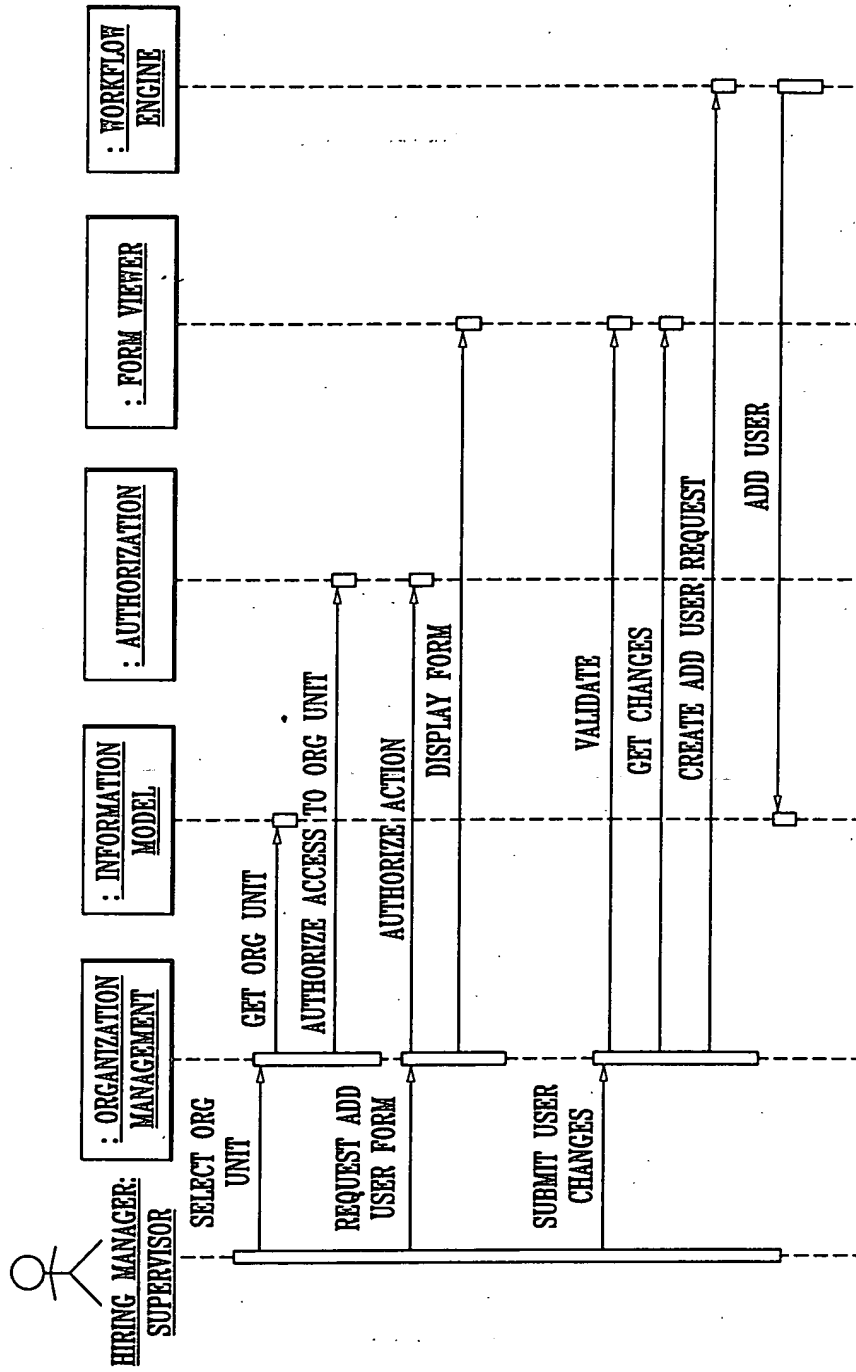 HIRING MANAGER:
SUPERVISOR
: ORGANIZATION
MANAGEMENT
: INFORMATION
MODEL
: AUTHORIZATION
: FORM VIEWER
: WORKFLOW
ENGINE
SELECT ORG
UNIT
GET ORG UNIT
AUTHORIZE ACCESS TO ORG UNIT
REQUEST ADD
USER FORM
AUTHORIZE ACTION
DISPLAY FORM
SUBMIT USER
CHANGES
VALIDATE
GET CHANGES
CREATE ADD USER REQUEST
ADD USER